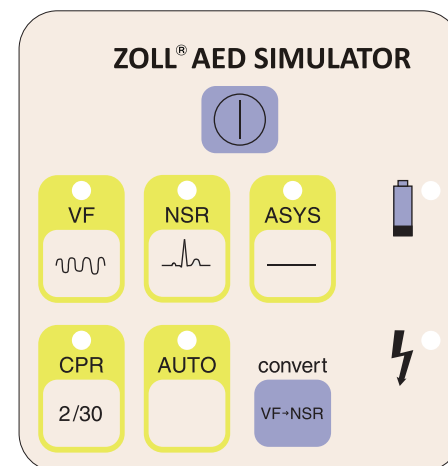 ZOLL® AED SIMULATOR
VF NSR ASYS
CPR AUTO convert
2/30 VF→NSR